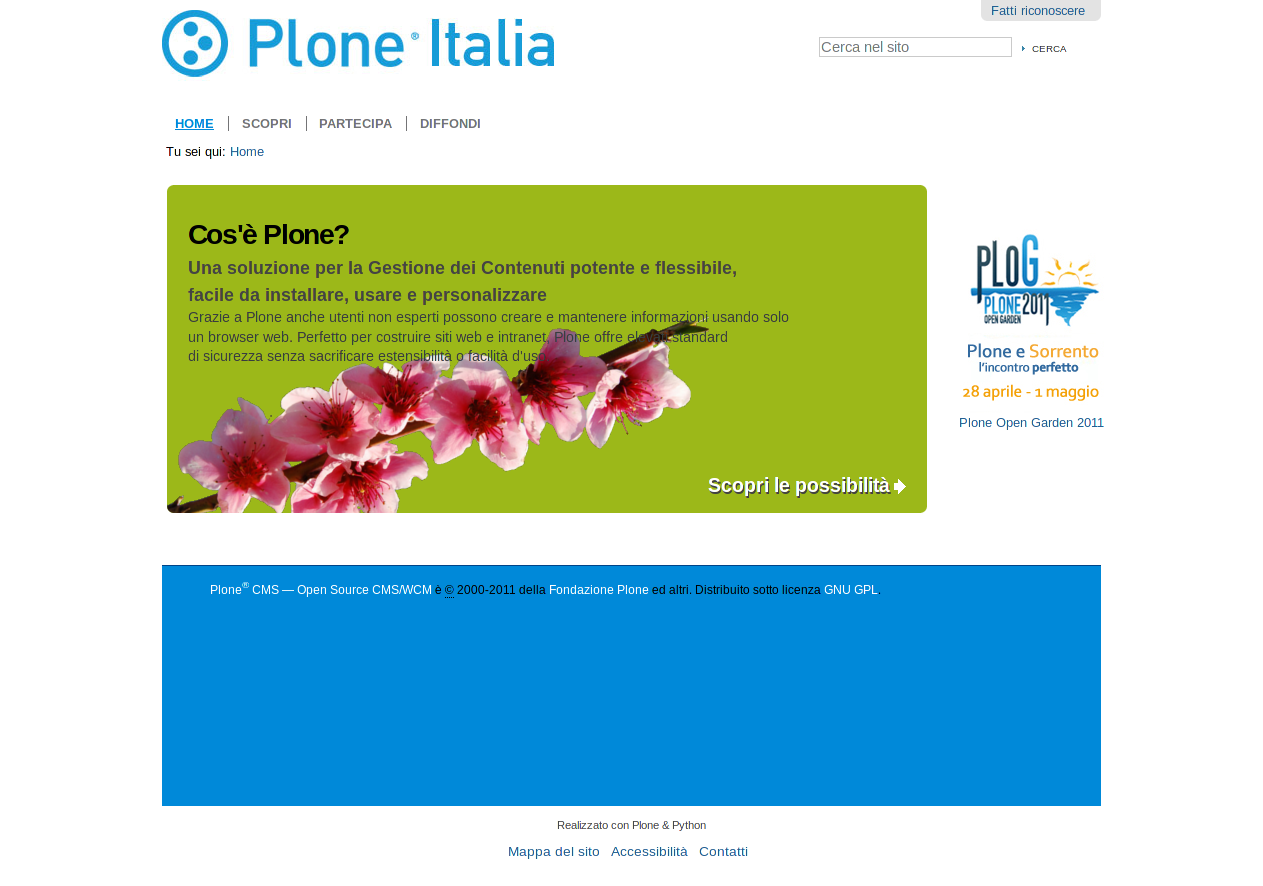 Fatti riconoscere
Plone® Italia
Cerca nel sito
CERCA
HOME
SCOPRI
PARTECIPA
DIFFONDI
Tu sei qui: Home
Cos'è Plone?
Una soluzione per la Gestione dei Contenuti potente e flessibile,
facile da installare, usare e personalizzare
Grazie a Plone anche utenti non esperti possono creare e mantenere informazioni usando solo
un browser web. Perfetto per costruire siti web e intranet, Plone offre elevati standard
di sicurezza senza sacrificare estensibilità o facilità d'uso.
Scopri le possibilità
PLOG
PLONE 2011
OPEN GARDEN
Plone e Sorrento
l'incontro perfetto
28 aprile - 1 maggio
Plone Open Garden 2011
Plone® CMS — Open Source CMS/WCM è © 2000-2011 della Fondazione Plone ed altri. Distribuito sotto licenza GNU GPL.
Realizzato con Plone & Python
Mappa del sito
Accessibilità
Contatti